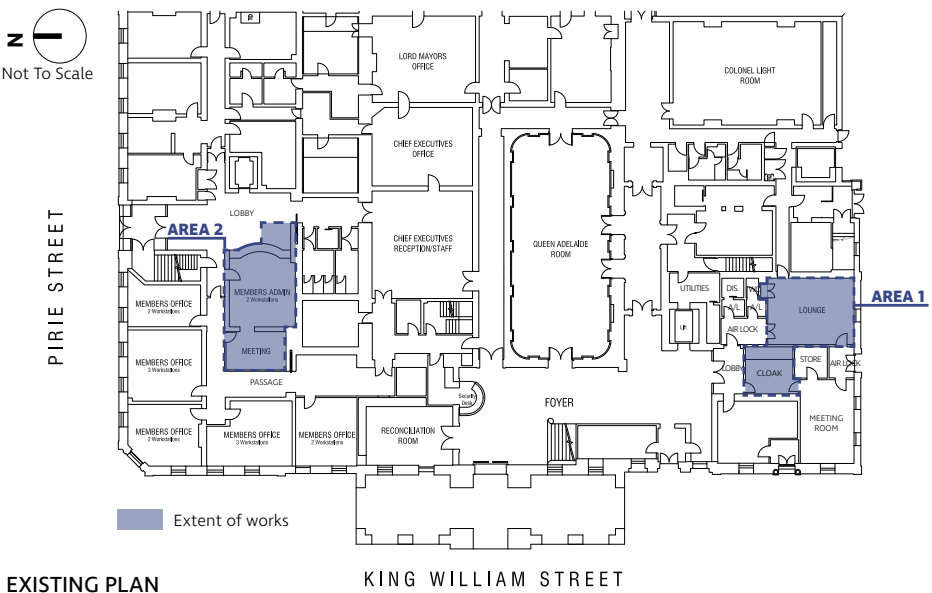 N
Not To Scale
LORD MAYORS
OFFICE
COLONEL LIGHT
ROOM
CHIEF EXECUTIVES
OFFICE
PIRIE STREET
LOBBY
AREA 2
CHIEF EXECUTIVES
RECEPTION/STAFF
QUEEN ADELAIDE
ROOM
MEMBERS ADMIN
2 Workstations
MEMBERS OFFICE
2 Workstations
UTILITIES
DIS.
A/L
A/L
LOUNGE
AREA 1
Lift
AIR LOCK
MEETING
MEMBERS OFFICE
3 Workstations
LOBBY
CLOAK
STORE
AIR LOCK
PASSAGE
Security
Desk
FOYER
MEETING
ROOM
MEMBERS OFFICE
2 Workstations
MEMBERS OFFICE
3 Workstations
MEMBERS OFFICE
2 Workstations
RECONCILIATION
ROOM
Extent of works
EXISTING PLAN
KING WILLIAM STREET